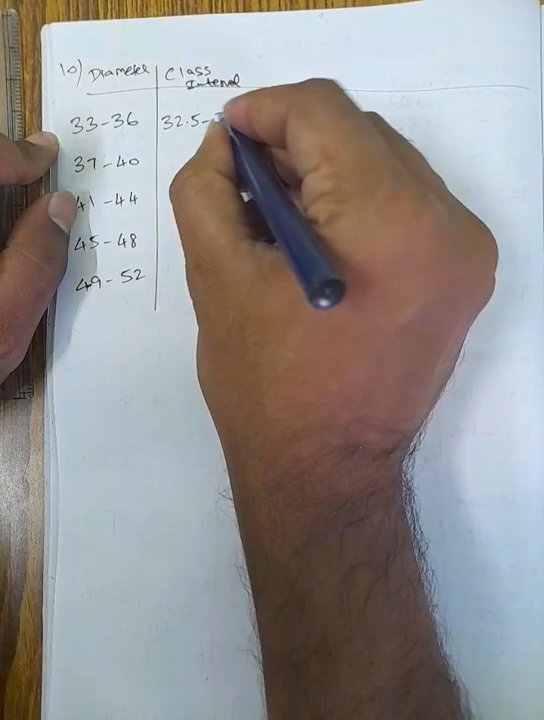 10) Diameter Class
Interval
33-36 32.5-
37-40
41-44
45-48
49-52